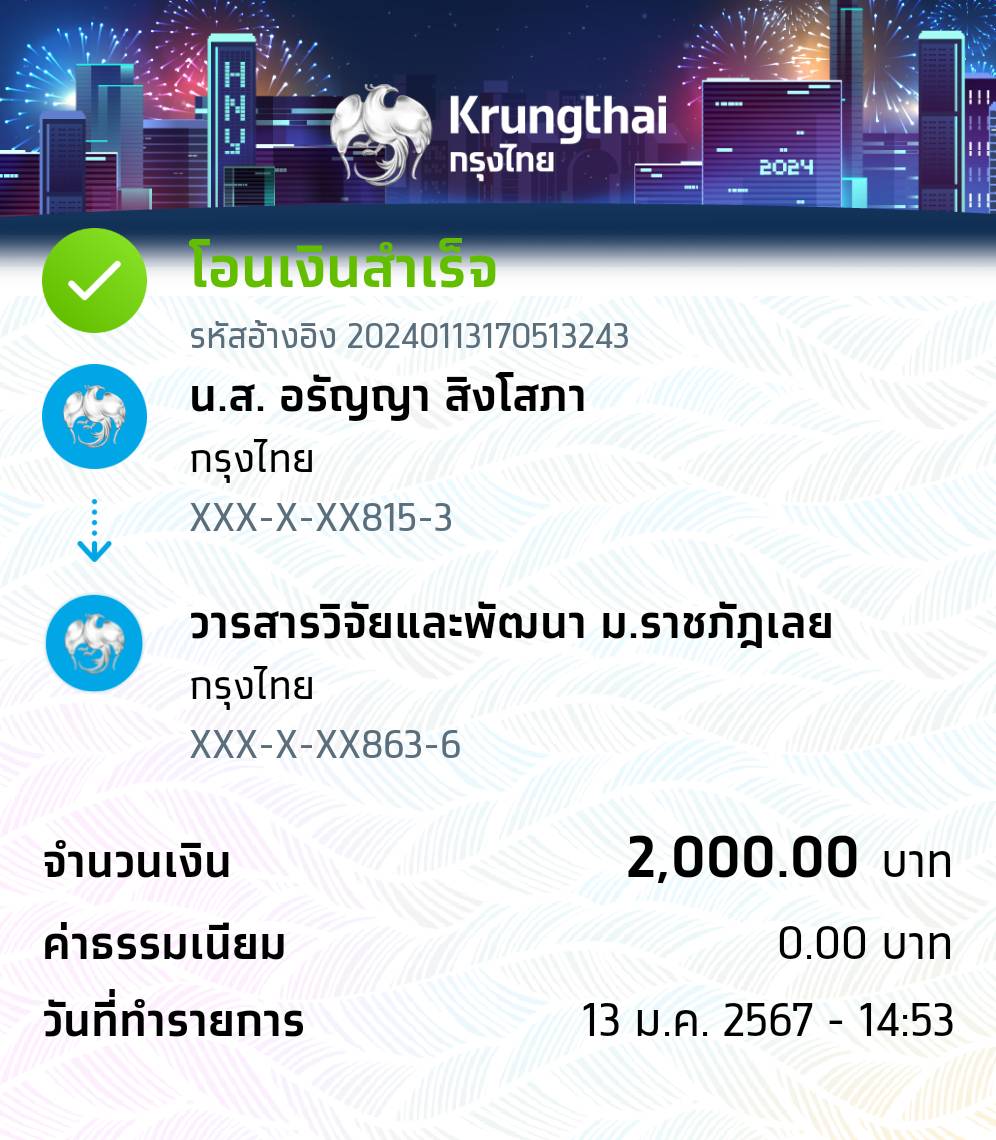 HNY
Krungthai
กรุงไทย
2024
โอนเงินสำเร็จ
รหัสอ้างอิง 20240113170513243
น.ส. อรัญญา สิงโสภา
กรุงไทย
XXX-X-XX815-3
วารสารวิจัยและพัฒนา ม.ราชภัฏเลย
กรุงไทย
XXX-X-XX863-6
จำนวนเงิน 2,000.00 บาท
ค่าธรรมเนียม 0.00 บาท
วันที่ทำรายการ 13 ม.ค. 2567 - 14:53